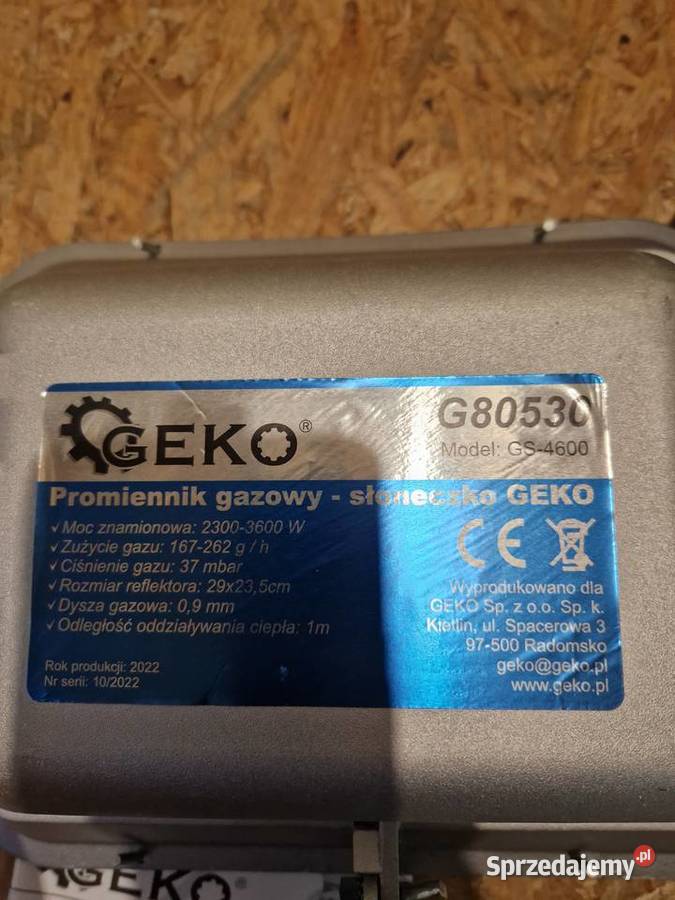 GEKO®
G80530
Model: GS-4600
Promiennik gazowy - słoneczko GEKO
✓ Moc znamionowa: 2300-3600 W
✓ Zużycie gazu: 167-262 g / h
✓ Ciśnienie gazu: 37 mbar
✓ Rozmiar reflektora: 29x23,5cm
✓ Dysza gazowa: 0,9 mm
✓ Odległość oddziaływania ciepła: 1m
Rok produkcji: 2022
Nr serii: 10/2022
CE
Wyprodukowano dla
GEKO Sp. z o.o. Sp. k.
Kietlin, ul. Spacerowa 3
97-500 Radomsko
geko@geko.pl
www.geko.pl
GEKO
Sprzedajemy.pl